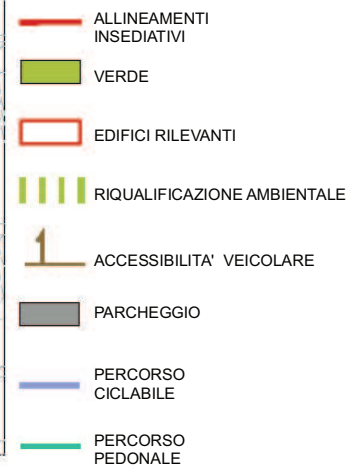 ALLINEAMENTI
INSEDIATIVI
VERDE
EDIFICI RILEVANTI
RIQUALIFICAZIONE AMBIENTALE
ACCESSIBILITA' VEICOLARE
PARCHEGGIO
PERCORSO
CICLABILE
PERCORSO
PEDONALE